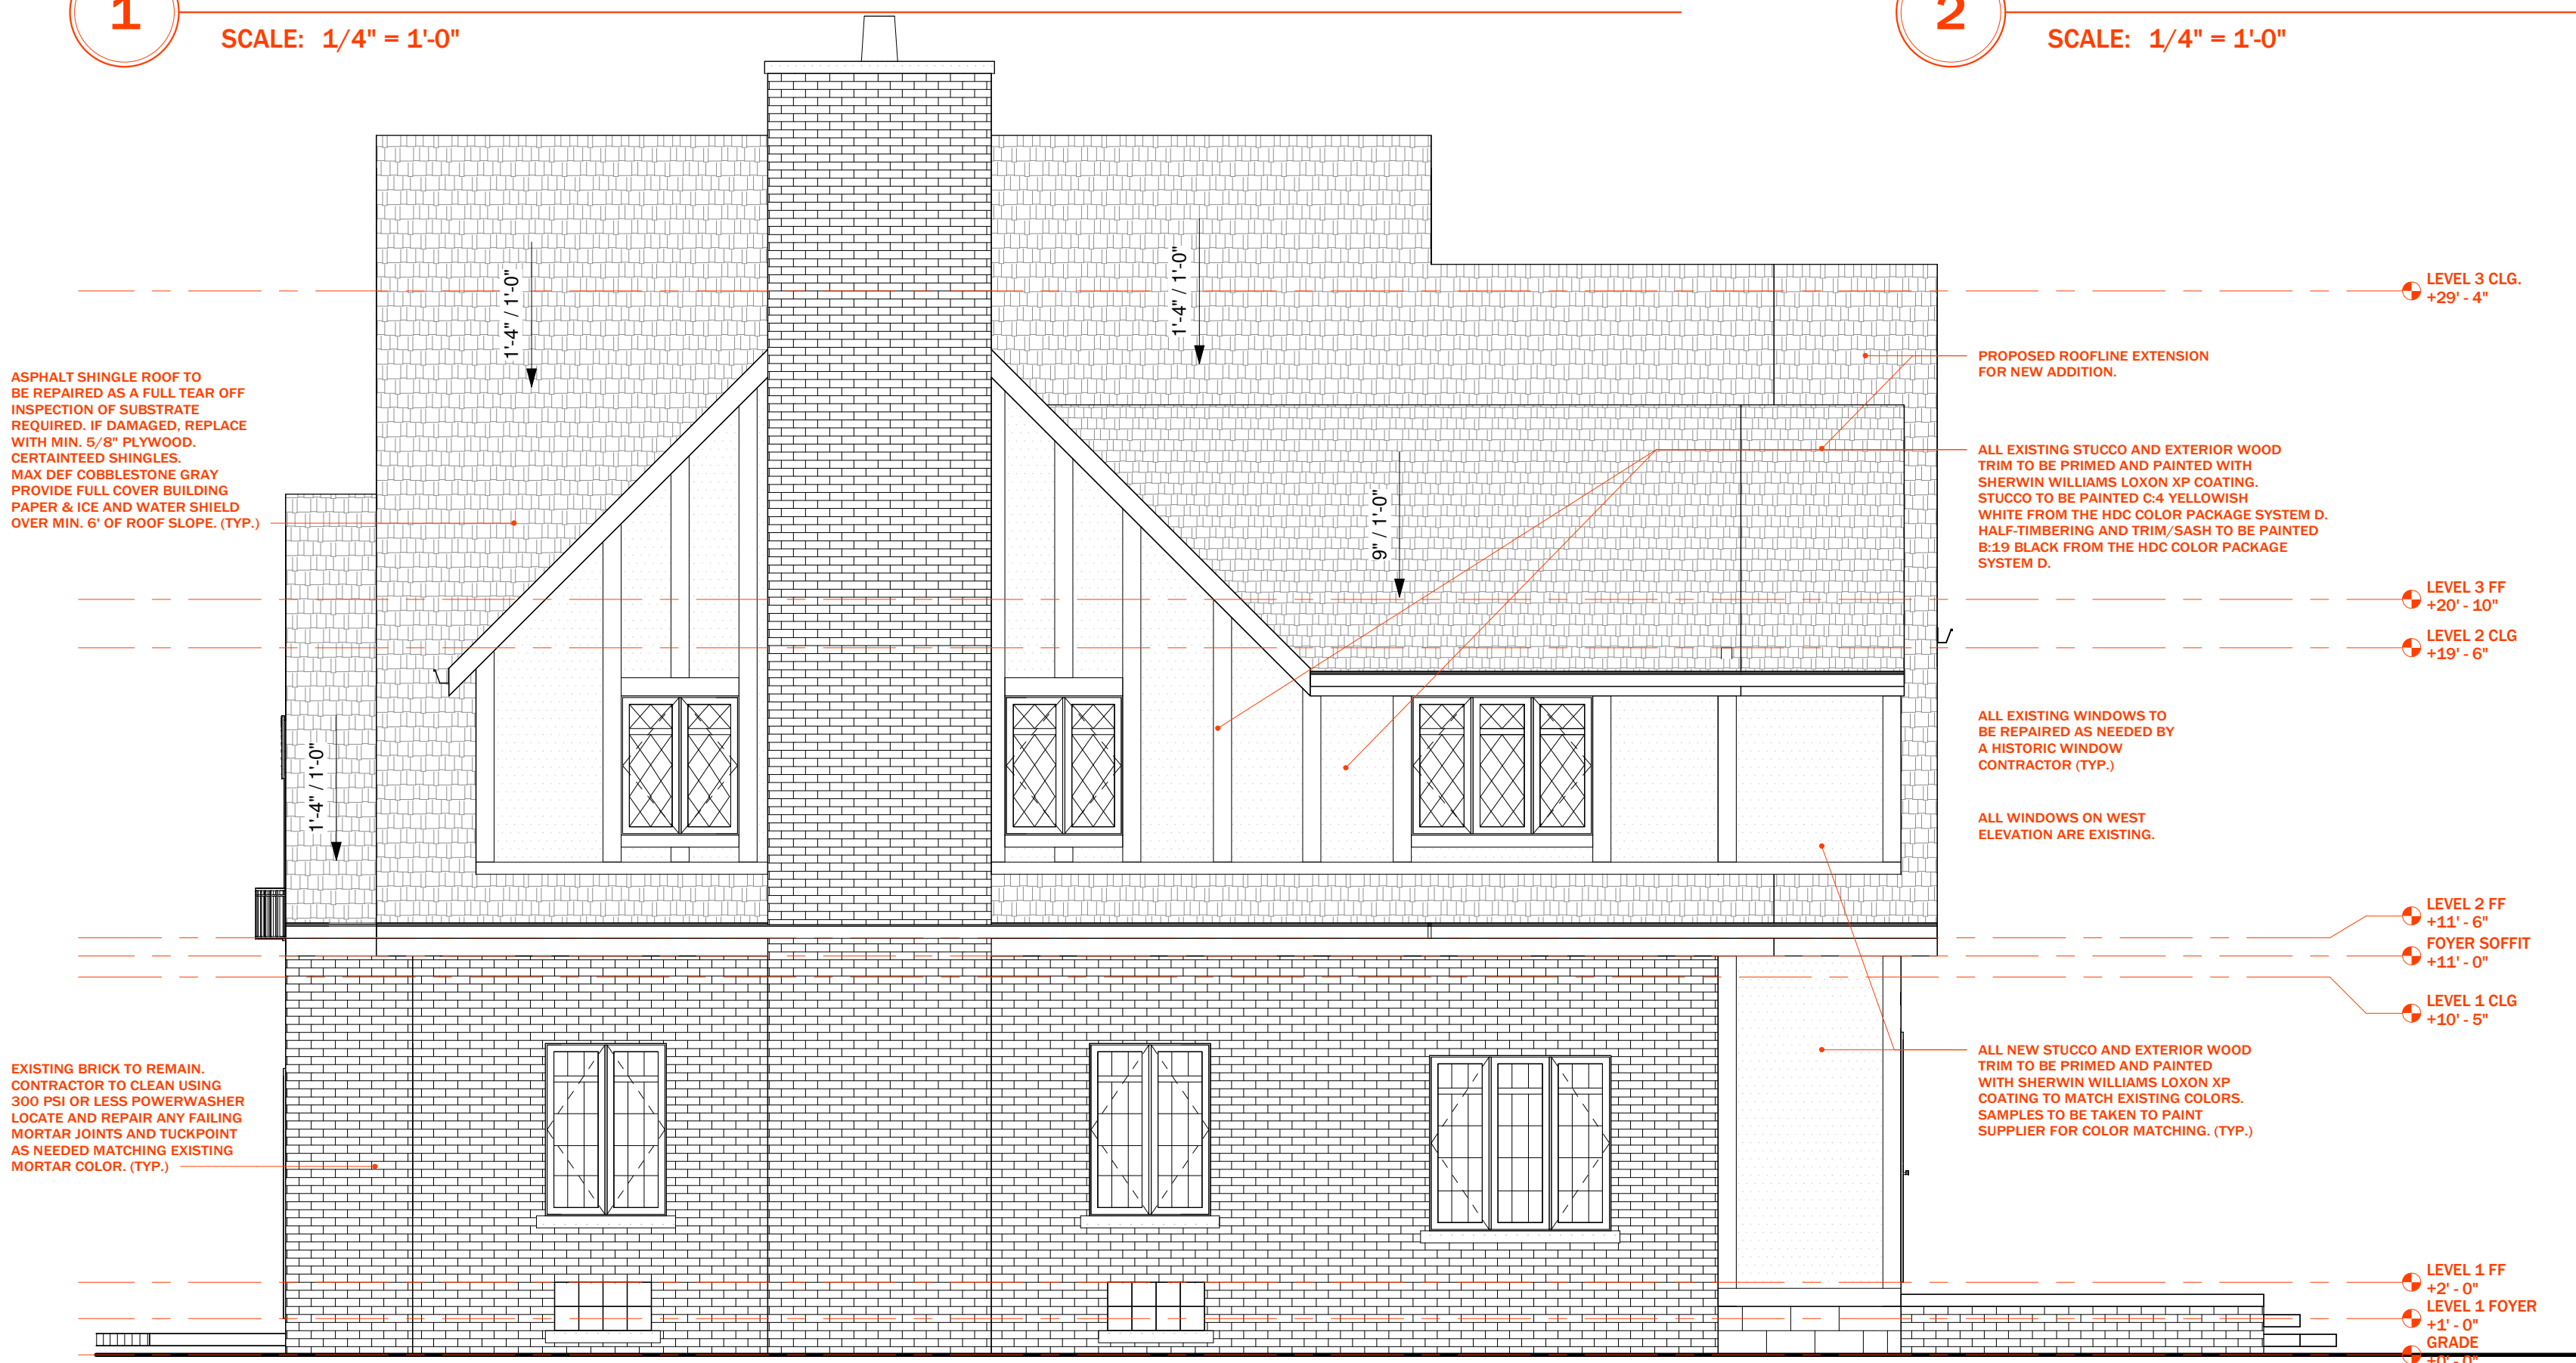 1
SCALE: 1/4" = 1'-0"
2
SCALE: 1/4" = 1'-0"
1'-4" / 1'-0"
1'-4" / 1'-0"
9" / 1'-0"
1'-4" / 1'-0"
ASPHALT SHINGLE ROOF TO
BE REPAIRED AS A FULL TEAR OFF
INSPECTION OF SUBSTRATE
REQUIRED. IF DAMAGED, REPLACE
WITH MIN. 5/8" PLYWOOD.
CERTAINTEED SHINGLES.
MAX DEF COBBLESTONE GRAY
PROVIDE FULL COVER BUILDING
PAPER & ICE AND WATER SHIELD
OVER MIN. 6' OF ROOF SLOPE. (TYP.)
EXISTING BRICK TO REMAIN.
CONTRACTOR TO CLEAN USING
300 PSI OR LESS POWERWASHER
LOCATE AND REPAIR ANY FAILING
MORTAR JOINTS AND TUCKPOINT
AS NEEDED MATCHING EXISTING
MORTAR COLOR. (TYP.)
PROPOSED ROOFLINE EXTENSION
FOR NEW ADDITION.
ALL EXISTING STUCCO AND EXTERIOR WOOD
TRIM TO BE PRIMED AND PAINTED WITH
SHERWIN WILLIAMS LOXON XP COATING.
STUCCO TO BE PAINTED C:4 YELLOWISH
WHITE FROM THE HDC COLOR PACKAGE SYSTEM D.
HALF-TIMBERING AND TRIM/SASH TO BE PAINTED
B:19 BLACK FROM THE HDC COLOR PACKAGE
SYSTEM D.
ALL EXISTING WINDOWS TO
BE REPAIRED AS NEEDED BY
A HISTORIC WINDOW
CONTRACTOR (TYP.)
ALL WINDOWS ON WEST
ELEVATION ARE EXISTING.
ALL NEW STUCCO AND EXTERIOR WOOD
TRIM TO BE PRIMED AND PAINTED
WITH SHERWIN WILLIAMS LOXON XP
COATING TO MATCH EXISTING COLORS.
SAMPLES TO BE TAKEN TO PAINT
SUPPLIER FOR COLOR MATCHING. (TYP.)
LEVEL 3 CLG.
+29' - 4"
LEVEL 3 FF
+20' - 10"
LEVEL 2 CLG
+19' - 6"
LEVEL 2 FF
+11' - 6"
FOYER SOFFIT
+11' - 0"
LEVEL 1 CLG
+10' - 5"
LEVEL 1 FF
+2' - 0"
LEVEL 1 FOYER
+1' - 0"
GRADE
+0' - 0"